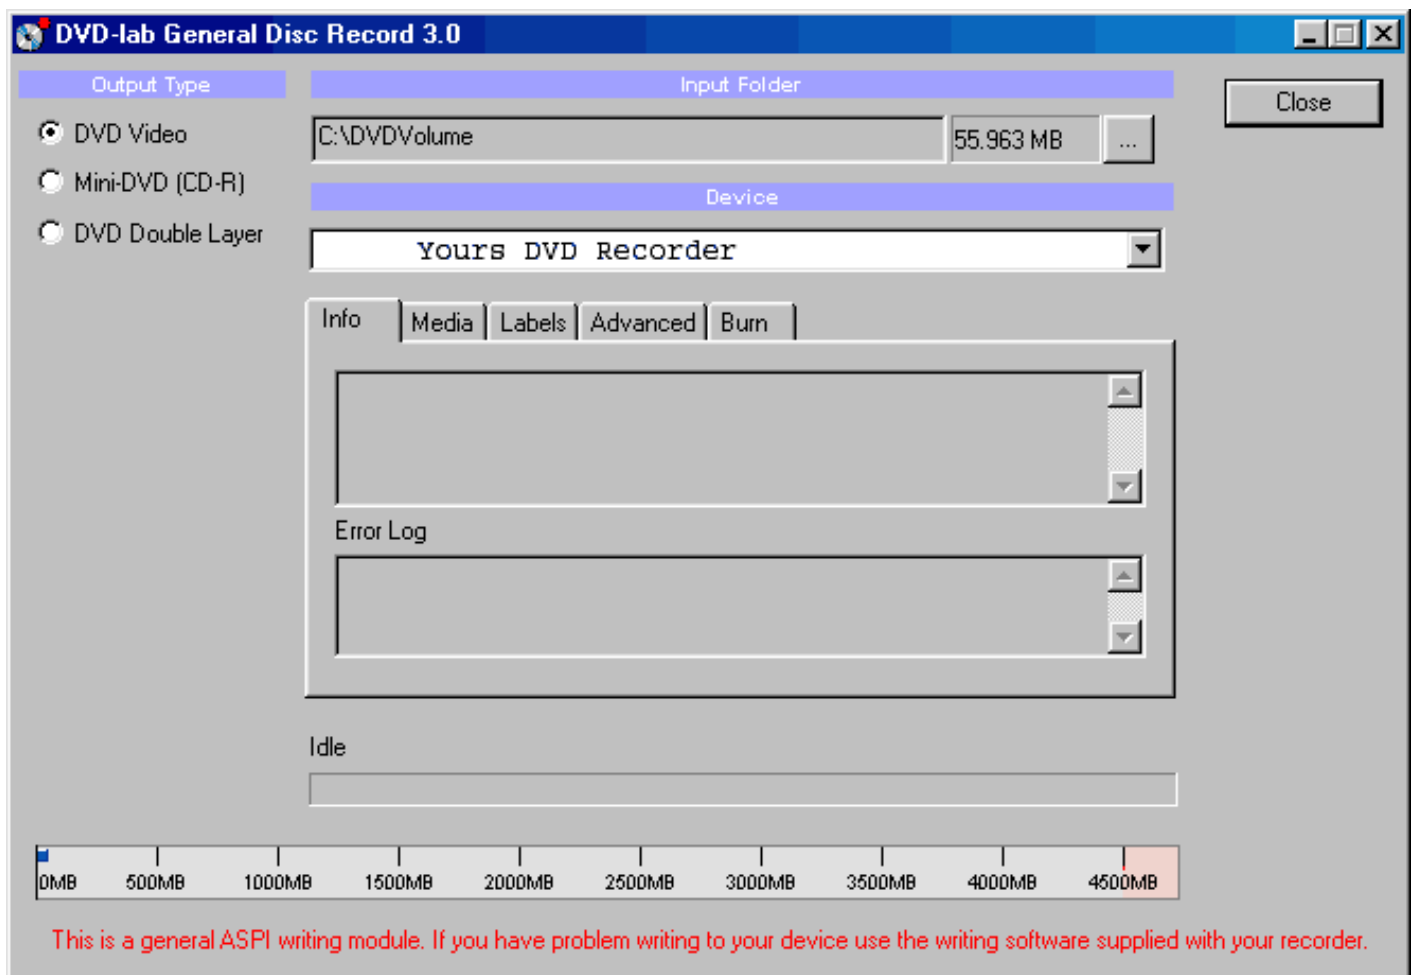 DVD-lab General Disc Record 3.0
Output Type
Input Folder
Close
DVD Video
C:\DVDVolume
55.963 MB
...
Mini-DVD (CD-R)
Device
DVD Double Layer
Yours DVD Recorder
Info
Media
Labels
Advanced
Burn
Error Log
Idle
0MB 500MB 1000MB 1500MB 2000MB 2500MB 3000MB 3500MB 4000MB 4500MB
This is a general ASPI writing module. If you have problem writing to your device use the writing software supplied with your recorder.